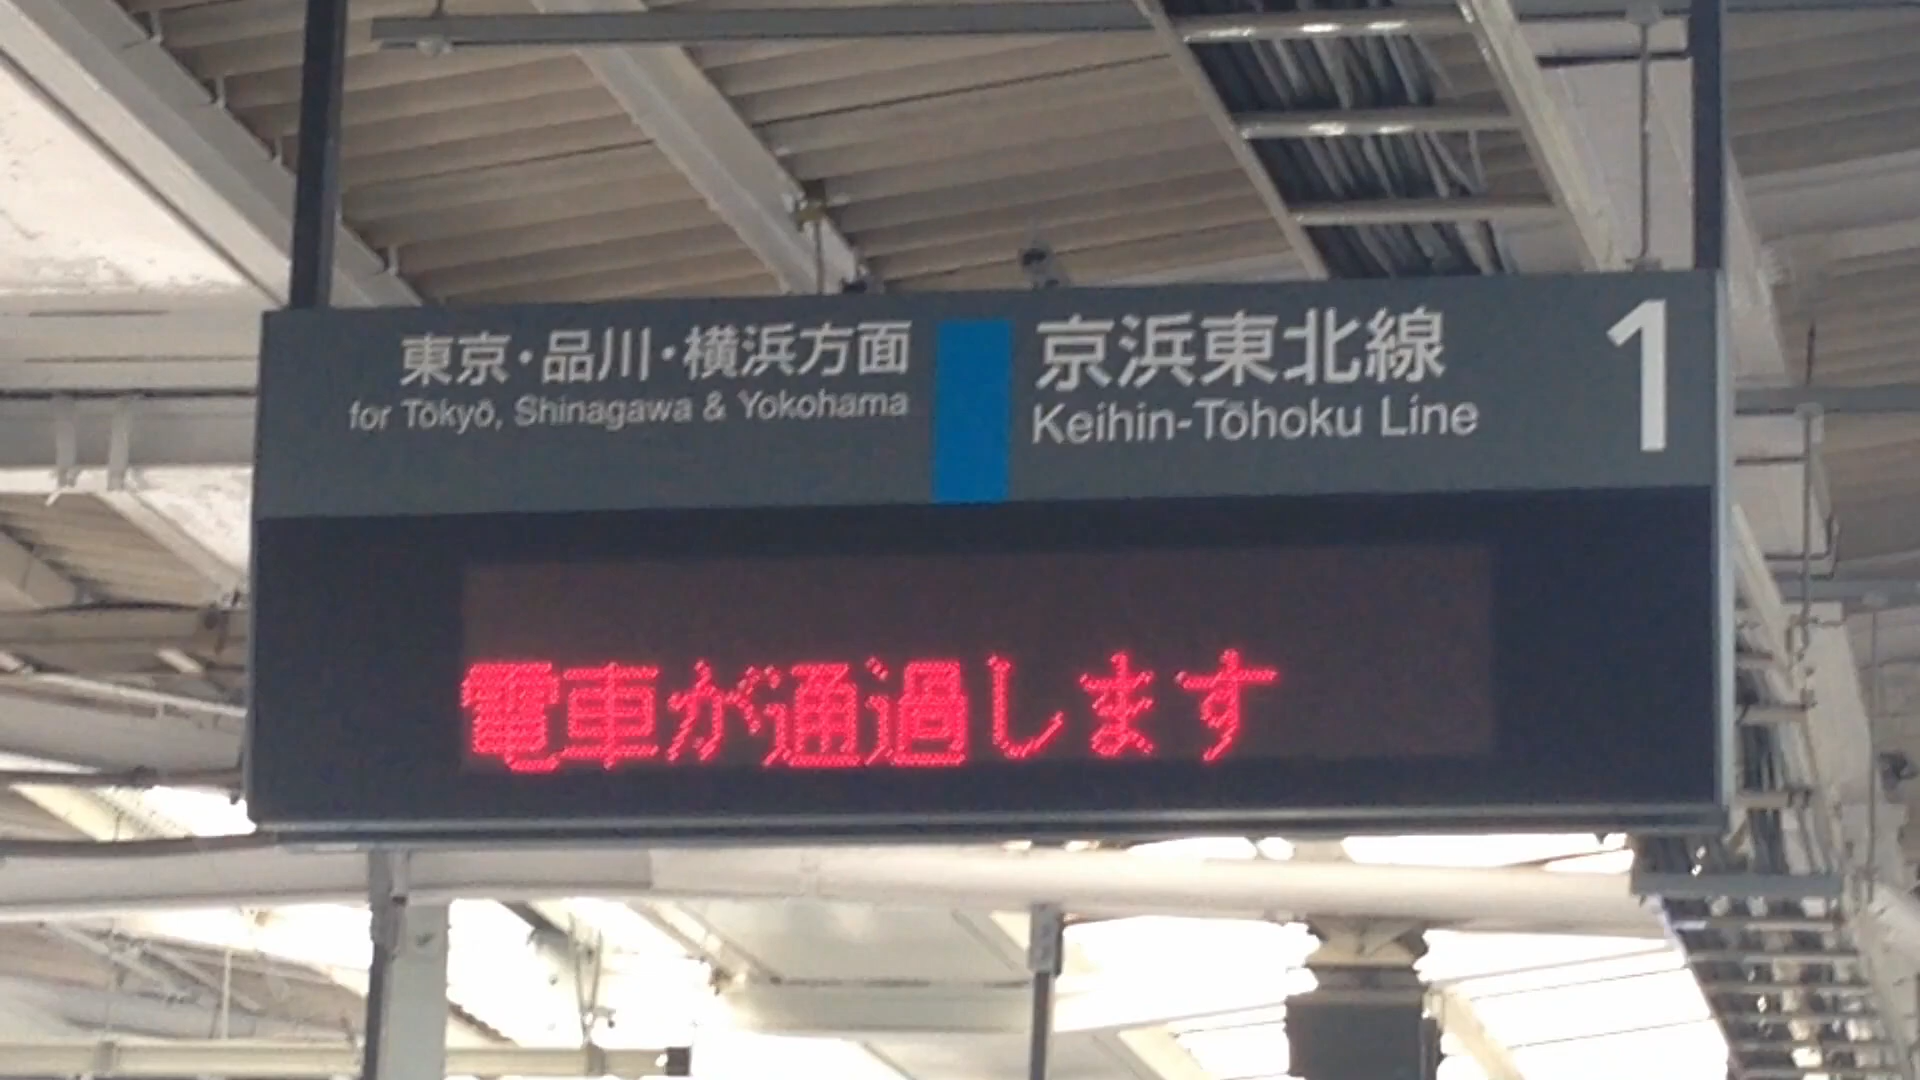 東京・品川・横浜方面
for Tōkyō, Shinagawa & Yokohama
京浜東北線
Keihin-Tōhoku Line
1
電車が通過します